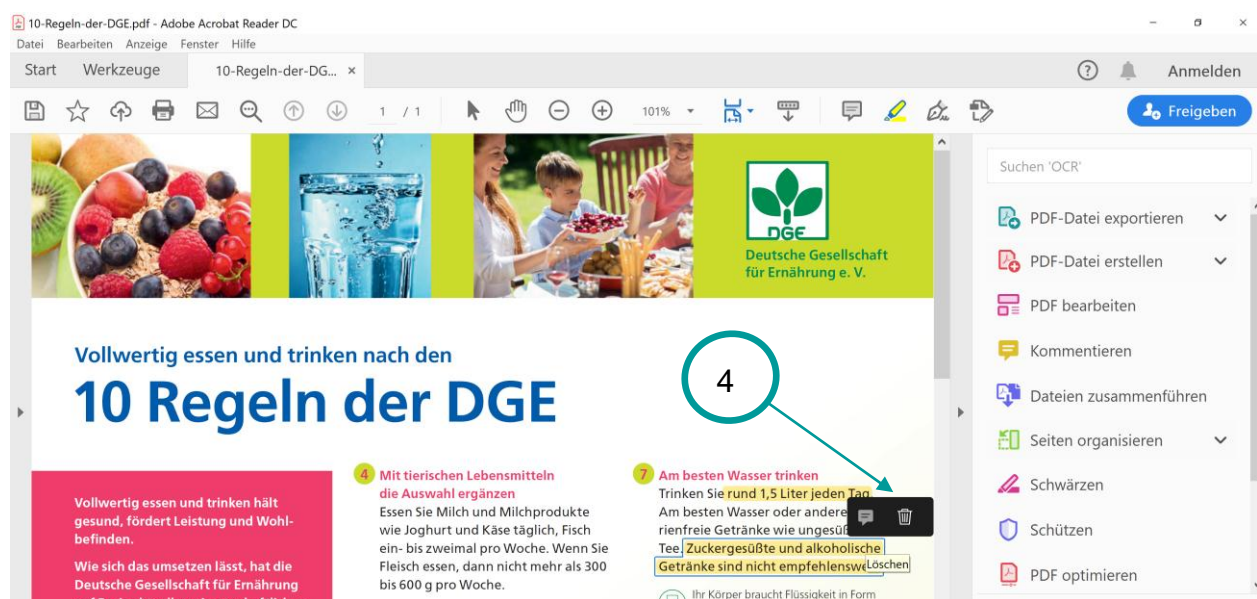 10-Regeln-der-DGE.pdf - Adobe Acrobat Reader DC
Datei Bearbeiten Anzeige Fenster Hilfe
Start Werkzeuge 10-Regeln-der-DG... × Anmelden
1 / 1 101% Freigeben
Suchen 'OCR'
PDF-Datei exportieren
PDF-Datei erstellen
PDF bearbeiten
Kommentieren
Dateien zusammenführen
Seiten organisieren
Schwärzen
Schützen
PDF optimieren
DGE
Deutsche Gesellschaft
für Ernährung e. V.
Vollwertig essen und trinken nach den
10 Regeln der DGE
4
Vollwertig essen und trinken hält
gesund, fördert Leistung und Wohl-
befinden.
Wie sich das umsetzen lässt, hat die
Deutsche Gesellschaft für Ernährung
4 Mit tierischen Lebensmitteln
die Auswahl ergänzen
Essen Sie Milch und Milchprodukte
wie Joghurt und Käse täglich, Fisch
ein- bis zweimal pro Woche. Wenn Sie
Fleisch essen, dann nicht mehr als 300
bis 600 g pro Woche.
7 Am besten Wasser trinken
Trinken Sie rund 1,5 Liter jeden Tag.
Am besten Wasser oder andere
rienfreie Getränke wie
Tee. Zuckergesüßte und alkoholische
Getränke sind nicht
Löschen
Ihr Körper braucht Flüssigkeit in Form